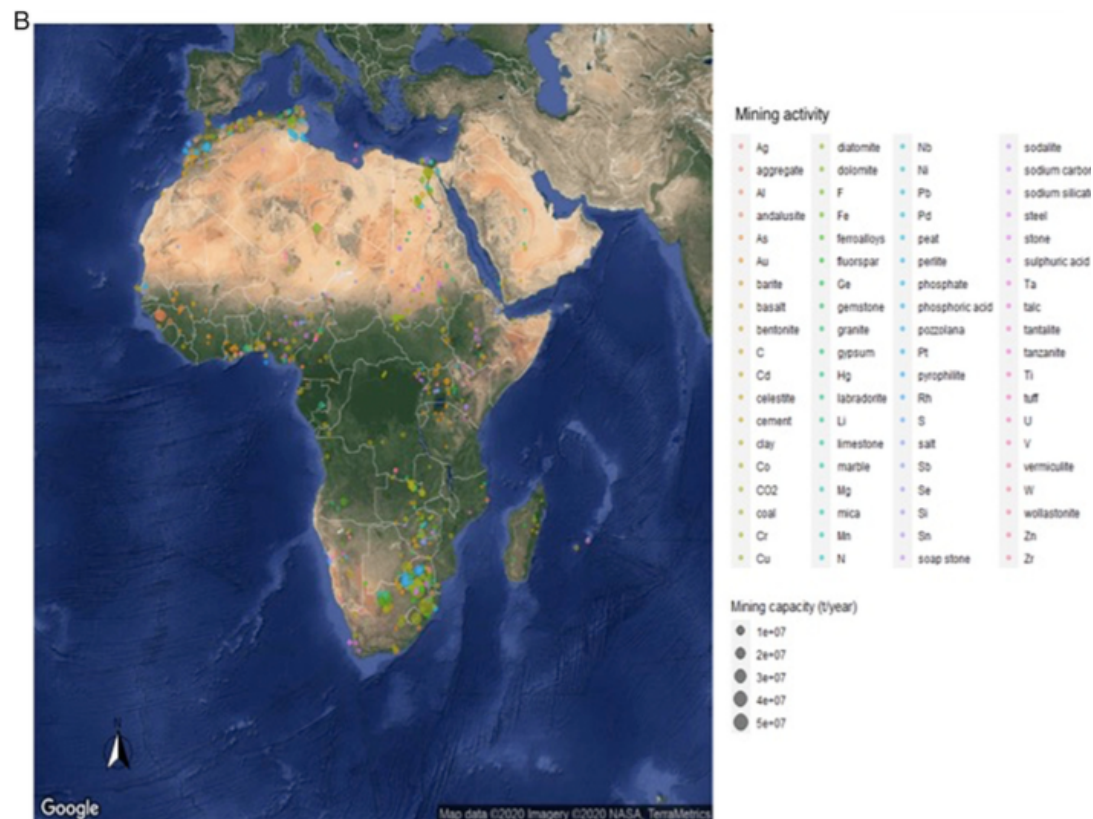 B
Mining activity
Ag diatomite Nb sodalite
aggregate dolomite Ni sodium carbon
Al F Pb sodium silicat
andalusite Fe Pd steel
As ferroalloys peat stone
Au fluorspar perlite sulphuric acid
barite Ge phosphate Ta
basalt gemstone phosphoric acid talc
bentonite granite pozzolana tantalite
C gypsum Pt tanzanite
Cd Hg pyrophilite Ti
celestite labradorite Rh tuff
cement Li S U
clay limestone salt V
Co marble Sb vermiculite
CO2 Mg Se W
coal mica Si wollastonite
Cr Mn Sn Zn
Cu N soap stone Zr
Mining capacity (t/year)
1e+07
2e+07
3e+07
4e+07
5e+07
N
Google
Map data ©2020 Imagery ©2020 NASA, TerraMetrics